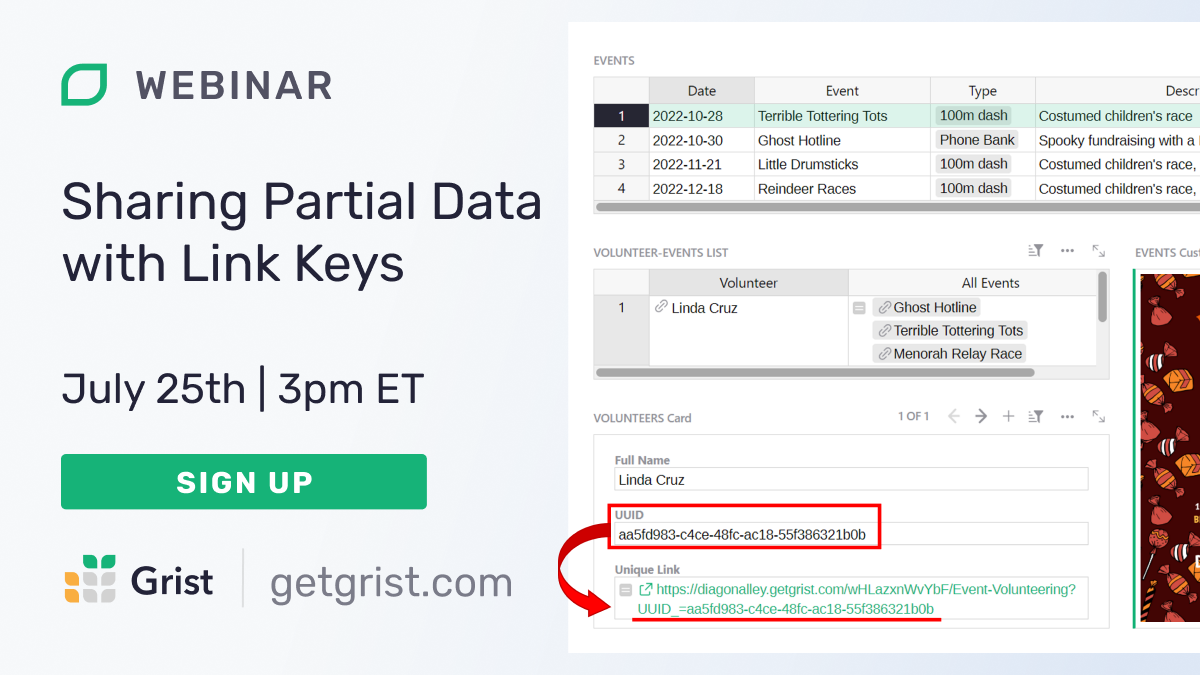 WEBINAR
Sharing Partial Data
with Link Keys
July 25th | 3pm ET
SIGN UP
Grist
getgrist.com
EVENTS
Date Event Type
1 2022-10-28 Terrible Tottering Tots 100m dash Costumed children's race
2 2022-10-30 Ghost Hotline Phone Bank Spooky fundraising with a
3 2022-11-21 Little Drumsticks 100m dash Costumed children's race,
4 2022-12-18 Reindeer Races 100m dash Costumed children's race,
VOLUNTEER-EVENTS LIST
Volunteer All Events
1 Linda Cruz Ghost Hotline
Terrible Tottering Tots
Menorah Relay Race
EVENTS
VOLUNTEERS Card 1 OF 1
Full Name
Linda Cruz
UUID
aa5fd983-c4ce-48fc-ac18-55f386321b0b
Unique Link
https://diagonalley.getgrist.com/wHLazxnWvYbF/Event-Volunteering?
UUID_=aa5fd983-c4ce-48fc-ac18-55f386321b0b